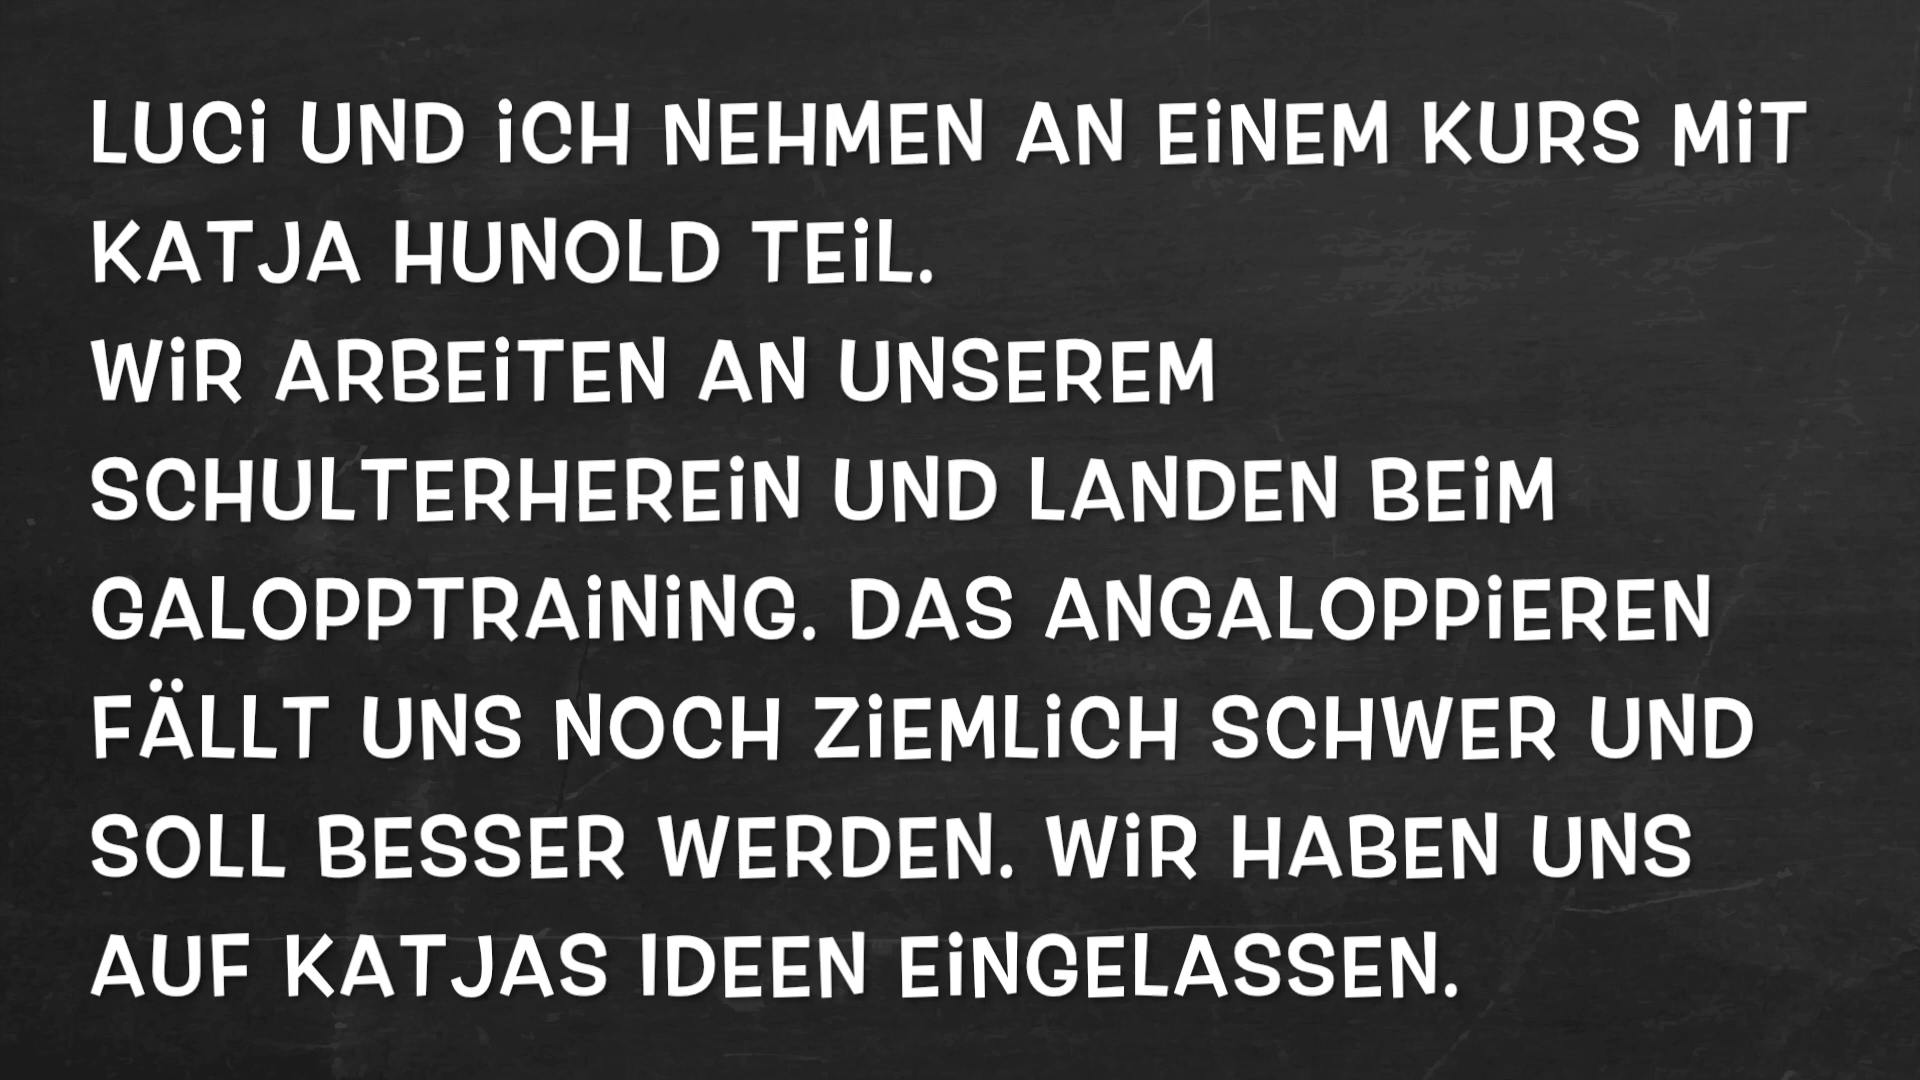 Luci und ich nehmen an einem Kurs mit
Katja Hunold teil.
Wir arbeiten an unserem
Schulterherein und landen beim
Galopptraining. Das Angaloppieren
fällt uns noch ziemlich schwer und
soll besser werden. Wir haben uns
auf Katjas Ideen eingelassen.